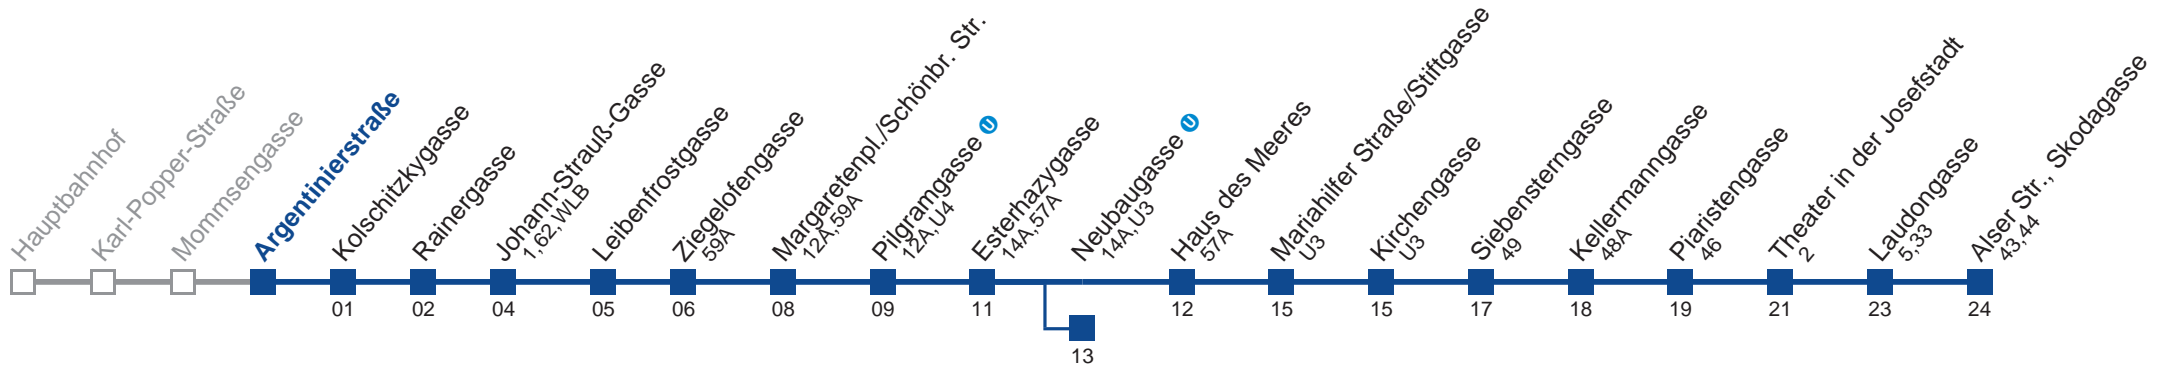 Hauptbahnhof
Karl-Popper-Straße
Mommsengasse
Argentinierstraße
Kolschitzkygasse
Rainergasse
Johann-Strauß-Gasse
1,62,WLB
Leibenfrostgasse
Ziegelofengasse
59A
Margaretenpl./Schönbr. Str.
12A,59A
Pilgramgasse U
12A,U4
Esterhazygasse
14A,57A
Neubaugasse U
14A,U3
Haus des Meeres
57A
Mariahilfer Straße/Stiftgasse
U3
Kirchengasse
U3
Siebensterngasse
49
Kellermanngasse
48A
Piaristengasse
46
Theater in der Josefstadt
2
Laudongasse
5,33
Alser Str., Skodagasse
43,44
01 02 04 05 06 08 09 11 12 15 15 17 18 19 21 23 24
13